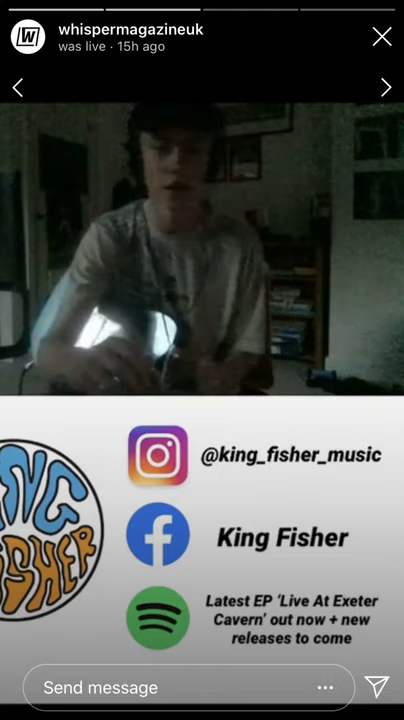 whispermagazineuk
was live · 15h ago
@king_fisher_music
King Fisher
Latest EP 'Live At Exeter
Cavern' out now + new
releases to come
Send message